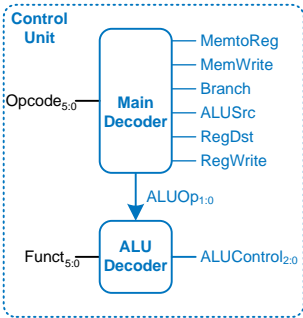 Control
Unit
MemtoReg
MemWrite
Branch
Opcode5:0
Main
Decoder
ALUSrc
RegDst
RegWrite
ALUOp1:0
Funct5:0
ALU
Decoder
ALUControl2:0